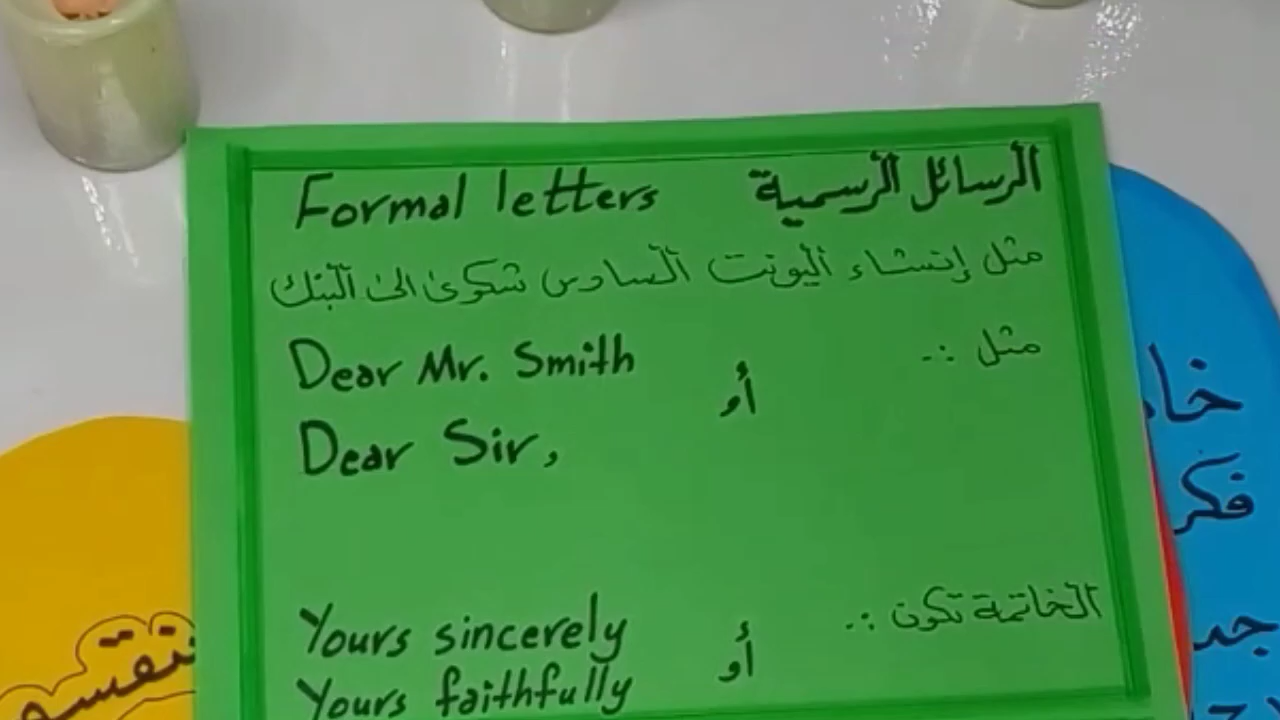 Formal letters الرسائل الرسمية
مثل إنشاء اليونت السادس شكوى الى البنك
مثل :-
Dear Mr. Smith
أو
Dear Sir,
الخاتمة تكون :-
Yours sincerely
أو
Yours faithfully
فكر